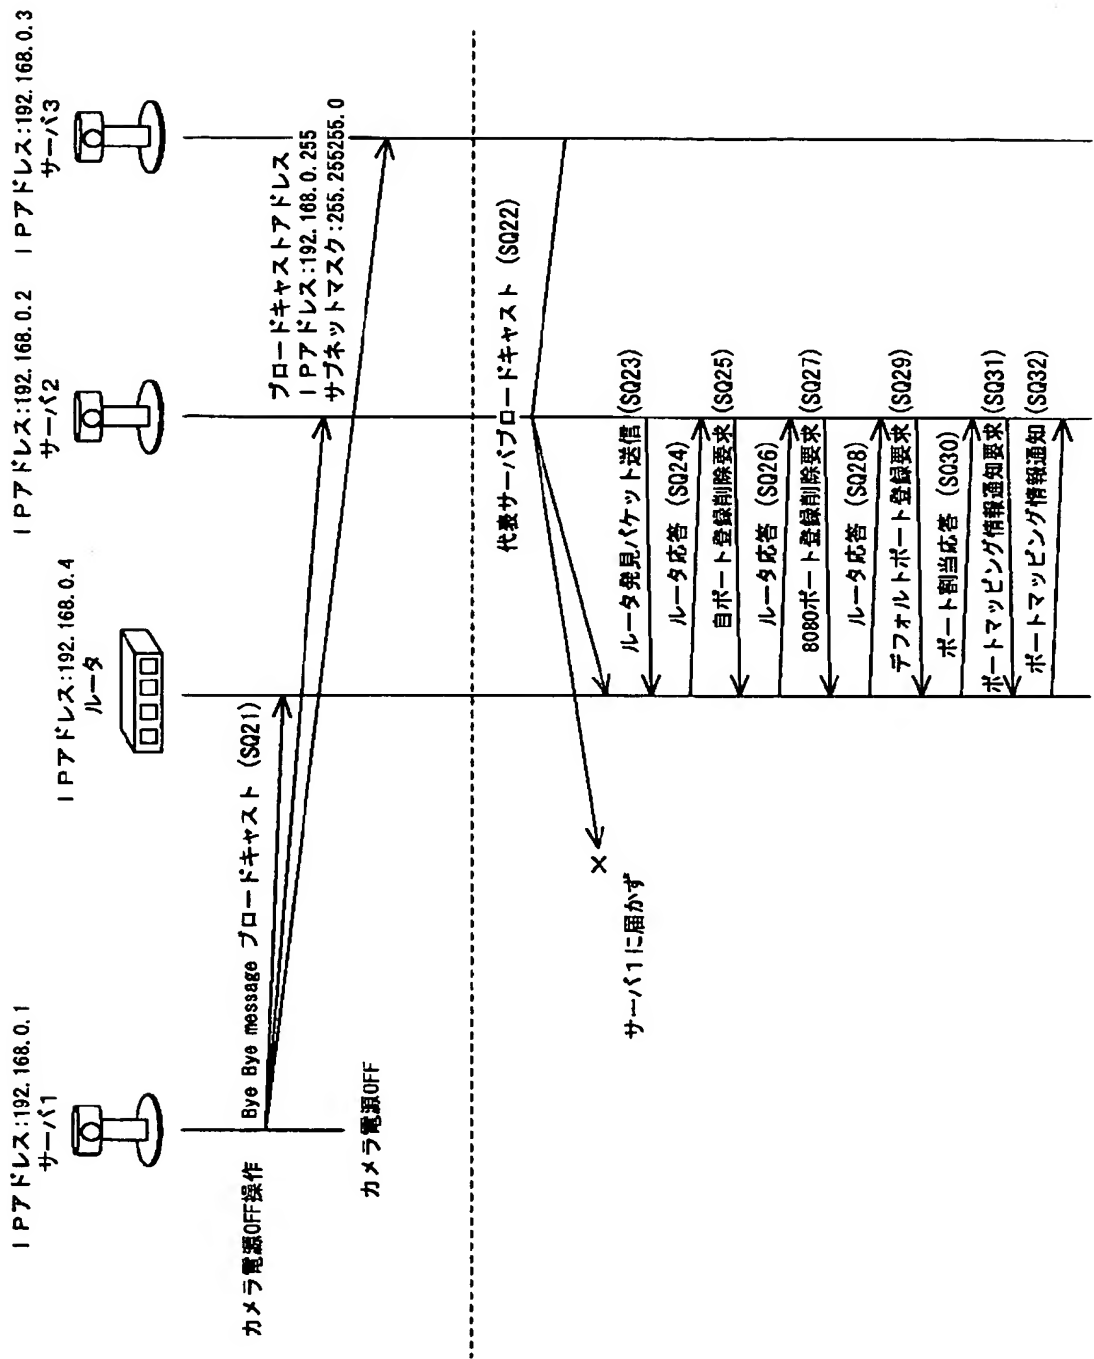 IPアドレス:192.168.0.1
サーバ1
IPアドレス:192.168.0.4
ルータ
IPアドレス:192.168.0.2
サーバ2
IPアドレス:192.168.0.3
サーバ3
カメラ電源OFF操作
Bye Bye message ブロードキャスト (SQ21)
ブロードキャストアドレス
IPアドレス:192.168.0.255
サブネットマスク:255.255255.0
カメラ電源OFF
代表サーバブロードキャスト (SQ22)
サーバ1に届かず
ルータ発見パケット送信 (SQ23)
ルータ応答 (SQ24)
自ポート登録削除要求 (SQ25)
ルータ応答 (SQ26)
8080ポート登録削除要求 (SQ27)
ルータ応答 (SQ28)
デフォルトポート登録要求 (SQ29)
ポート割当応答 (SQ30)
ポートマッピング情報通知要求 (SQ31)
ポートマッピング情報通知 (SQ32)